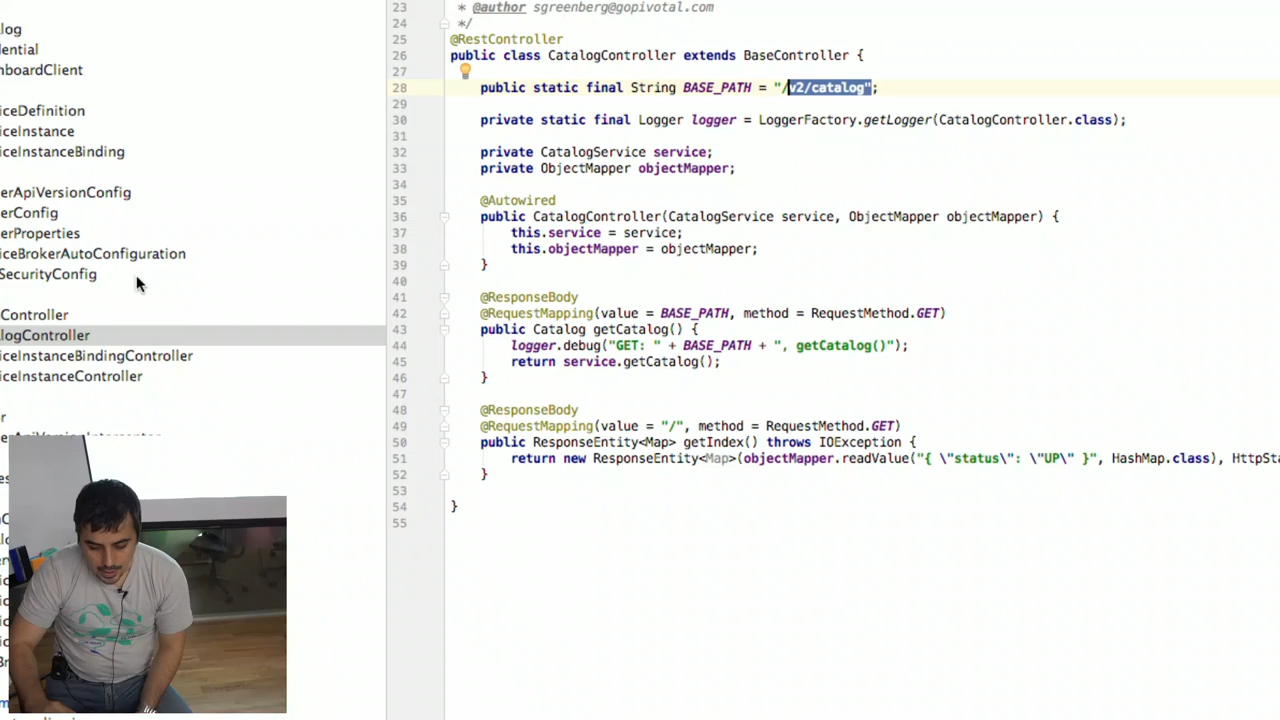 log
dential
nboardClient
iceDefinition
iceInstance
iceInstanceBinding
erApiVersionConfig
erConfig
erProperties
iceBrokerAutoConfiguration
SecurityConfig
Controller
logController
iceInstanceBindingController
iceInstanceController
r
23 * @author sgreenberg@gopivotal.com
24 */
25 @RestController
26 public class CatalogController extends BaseController {
27
28 public static final String BASE_PATH = "/v2/catalog";
29
30 private static final Logger logger = LoggerFactory.getLogger(CatalogController.class);
32 private CatalogService service;
33 private ObjectMapper objectMapper;
34
35 @Autowired
36 public CatalogController(CatalogService service, ObjectMapper objectMapper) {
37 this.service = service;
38 this.objectMapper = objectMapper;
39 }
40
41 @ResponseBody
42 @RequestMapping(value = BASE_PATH, method = RequestMethod.GET)
43 public Catalog getCatalog() {
44 logger.debug("GET: " + BASE_PATH + ", getCatalog()");
45 return service.getCatalog();
46 }
47
48 @ResponseBody
49 @RequestMapping(value = "/", method = RequestMethod.GET)
50 public ResponseEntity<Map> getIndex() throws IOException {
51 return new ResponseEntity<Map>(objectMapper.readValue("{ \"status\": \"UP\" }", HashMap.class), HttpSta
52 }
53
54 }
55